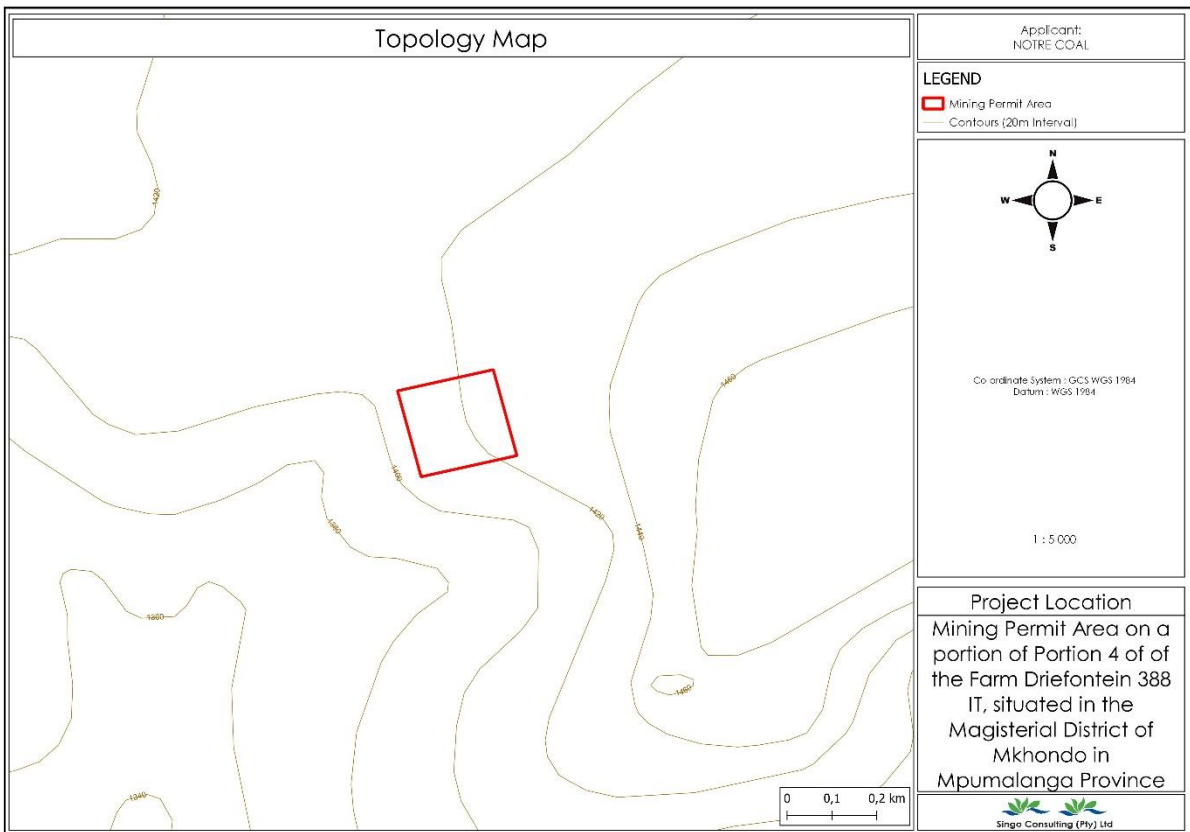 Topology Map
Applicant:
NOTRE COAL
LEGEND
Mining Permit Area
Contours (20m Interval)
N
W
E
S
Co ordinate System : GCS WGS 1984
Datum : WGS 1984
1 : 5 000
Project Location
Mining Permit Area on a
portion of Portion 4 of of
the Farm Driefontein 388
IT, situated in the
Magisterial District of
Mkhondo in
Mpumalanga Province
Singo Consulting (Pty) Ltd
1420
1460
1400
1420
1380
1440
1360
1460
1340
0 0,1 0,2 km